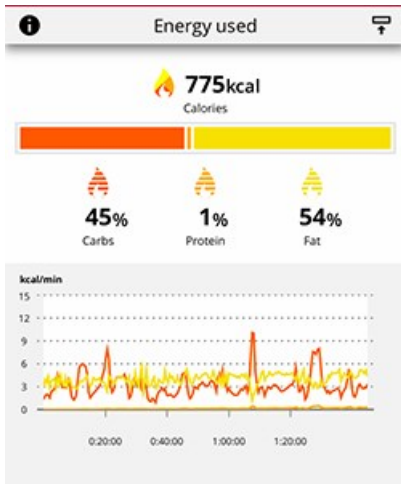 Energy used
775kcal
Calories
45% 1% 54%
Carbs Protein Fat
kcal/min
15
12
9
6
3
0
0:20:00 0:40:00 1:00:00 1:20:00